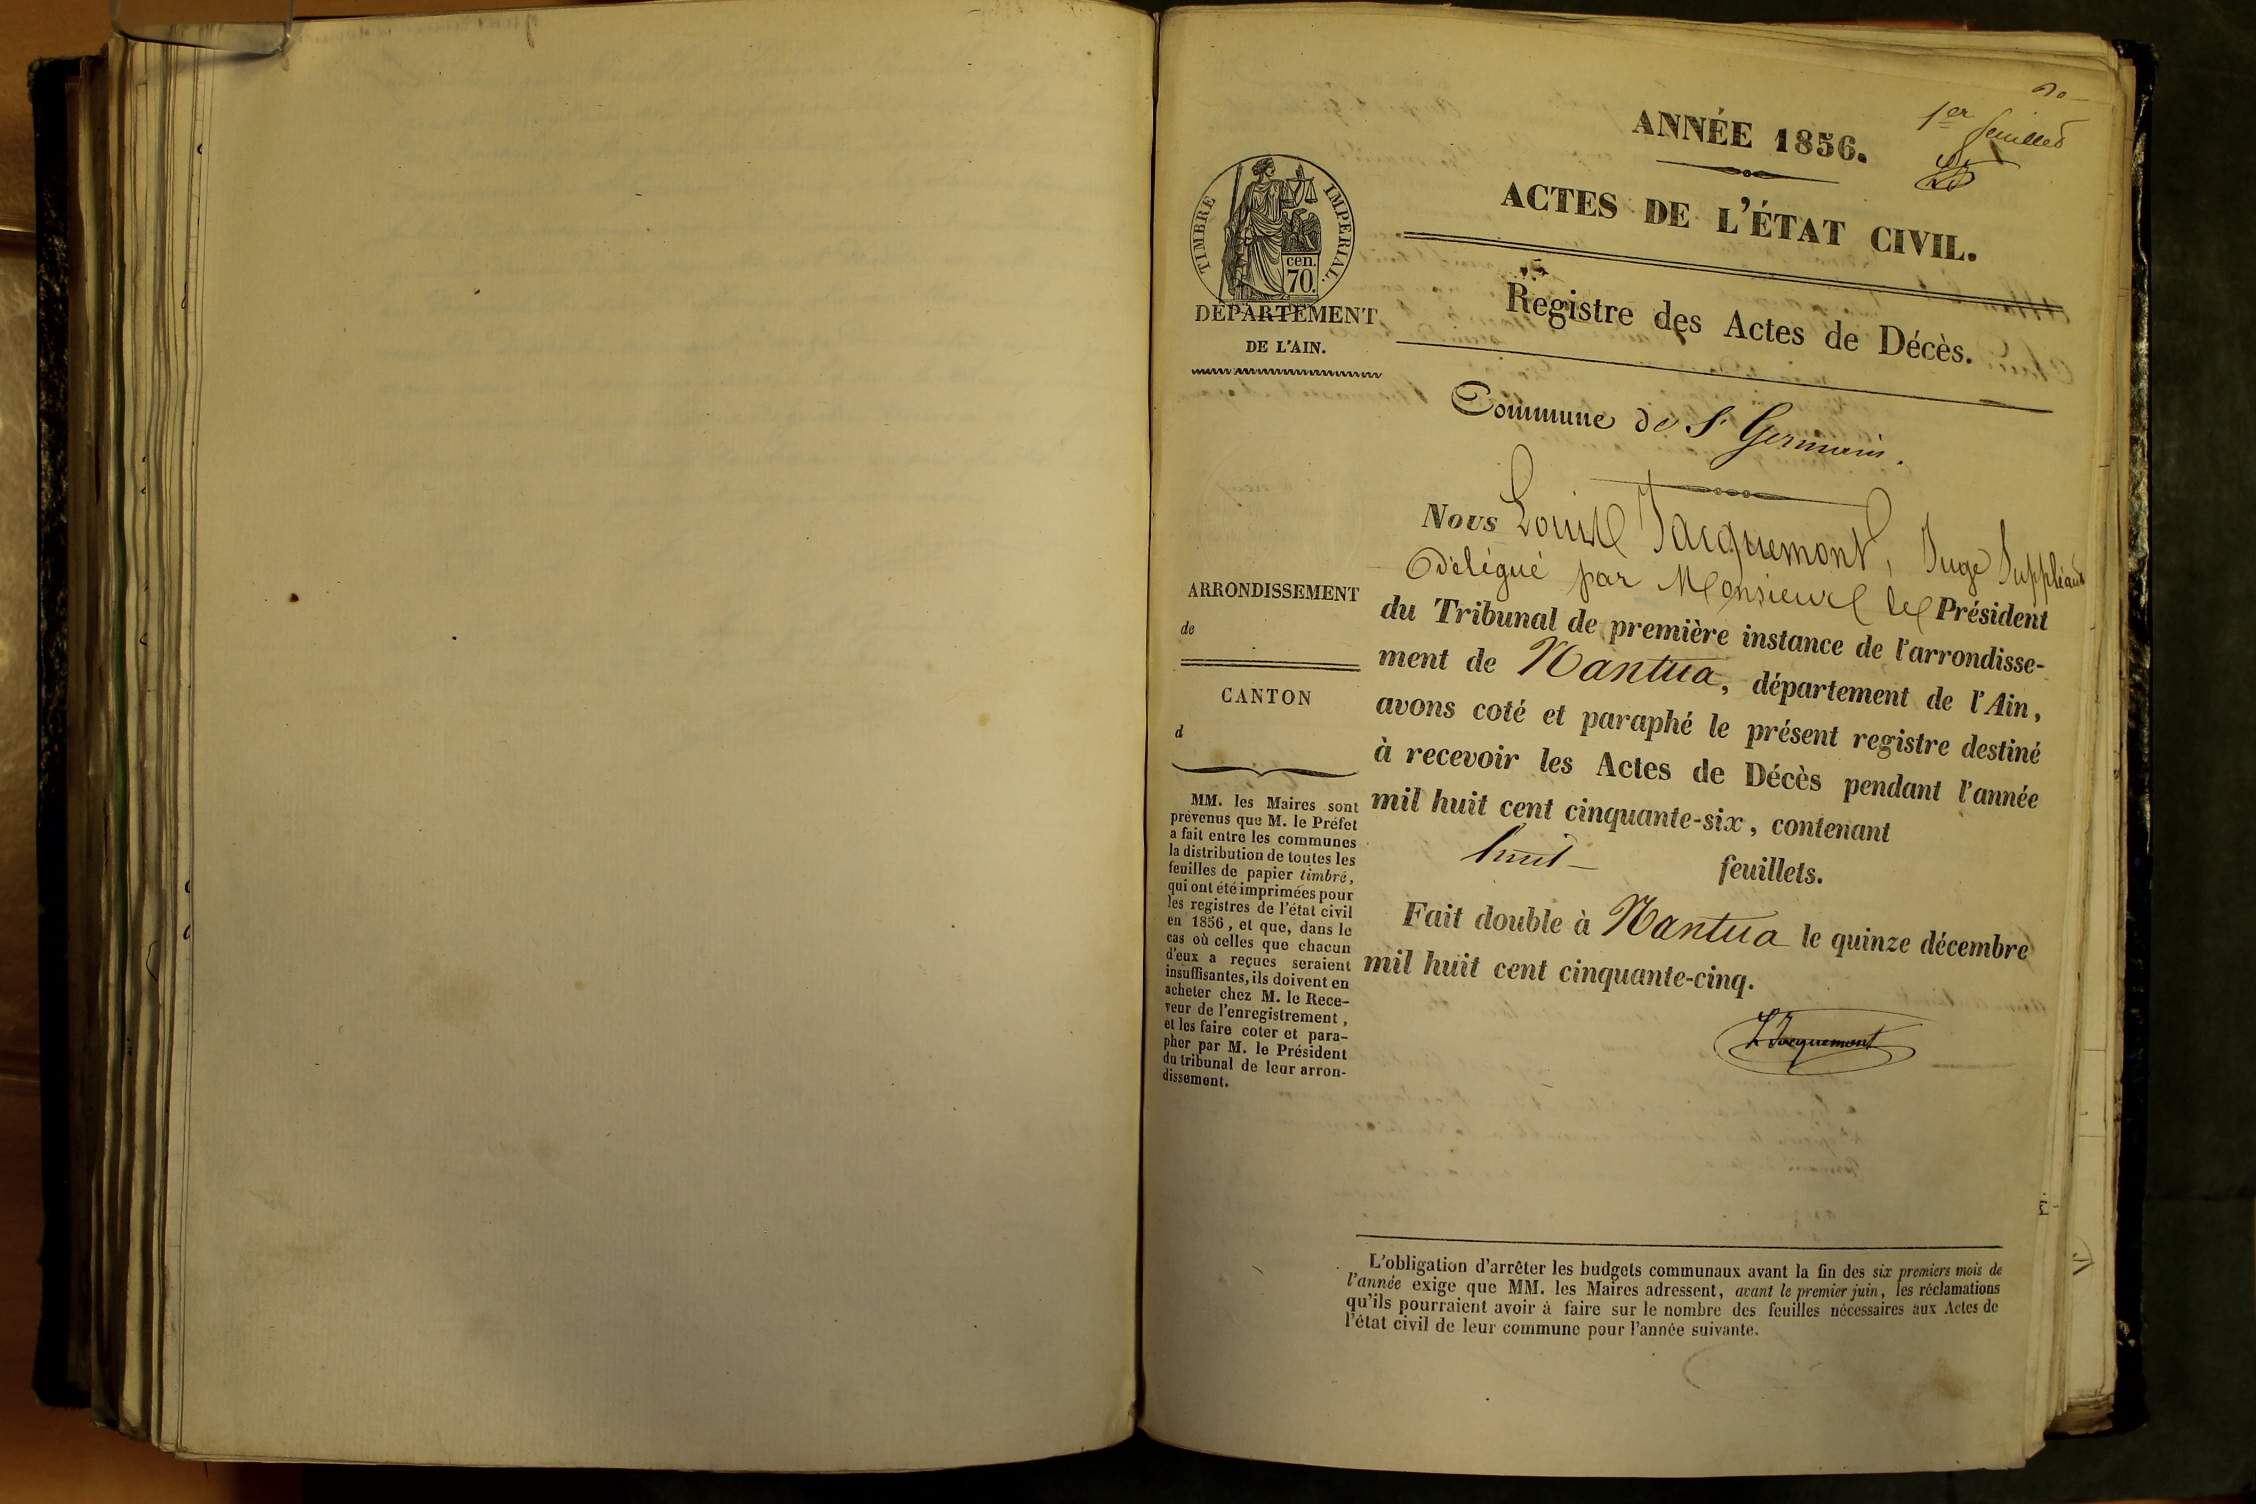 1er feuillet
ANNÉE 1856.
ACTES DE L'ÉTAT CIVIL.
TIMBRE IMPERIAL.
cen.
70.
DÉPARTEMENT
DE L'AIN.
Registre des Actes de Décès.
Commune de St Germain.
ARRONDISSEMENT
de
CANTON
d
MM. les Maires sont
prévenus que M. le Préfet
a fait entre les communes
la distribution de toutes les
feuilles de papier timbré,
qui ont été imprimées pour
les registres de l'état civil
en 1856, et que, dans le
cas où celles que chacun
d'eux a reçues seraient
insuffisantes, ils doivent en
acheter chez M. le Rece-
veur de l'enregistrement,
et les faire coter et para-
pher par M. le Président
du tribunal de leur arron-
dissement.
Nous Louis Jacquemont, Juge Suppléant
Délégué par Monsieur le Président
du Tribunal de première instance de l'arrondisse-
ment de Nantua, département de l'Ain,
avons coté et paraphé le présent registre destiné
à recevoir les Actes de Décès pendant l'année
mil huit cent cinquante-six, contenant
huit feuillets.
Fait double à Nantua le quinze décembre
mil huit cent cinquante-cinq.
L Jacquemont
L'obligation d'arrêter les budgets communaux avant la fin des six premiers mois de
l'année exige que MM. les Maires adressent, avant le premier juin, les réclamations
qu'ils pourraient avoir à faire sur le nombre des feuilles nécessaires aux Actes de
l'état civil de leur commune pour l'année suivante.